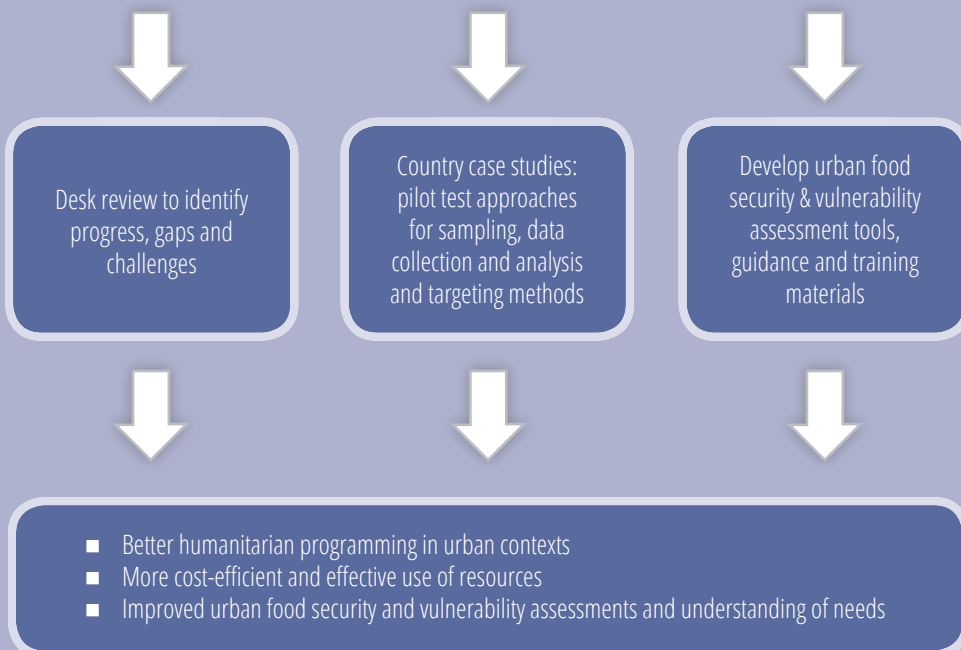 Desk review to identify
progress, gaps and
challenges
Country case studies:
pilot test approaches
for sampling, data
collection and analysis
and targeting methods
Develop urban food
security & vulnerability
assessment tools,
guidance and training
materials
■ Better humanitarian programming in urban contexts
■ More cost-efficient and effective use of resources
■ Improved urban food security and vulnerability assessments and understanding of needs